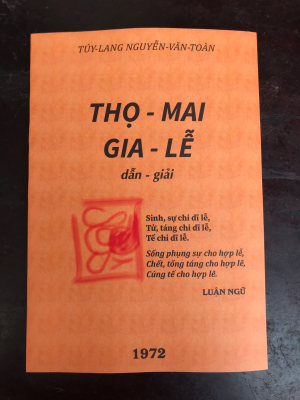 TÚY-LANG NGUYỄN-VĂN-TOÀN
THỌ - MAI
GIA - LỄ
dẫn - giải
Sinh, sự chi dĩ lễ,
Tử, táng chi dĩ lễ,
Tế chi dĩ lễ.
Sống phụng sự cho hợp lễ,
Chết, tống táng cho hợp lễ,
Cúng tế cho hợp lễ.
LUẬN NGỮ
1972